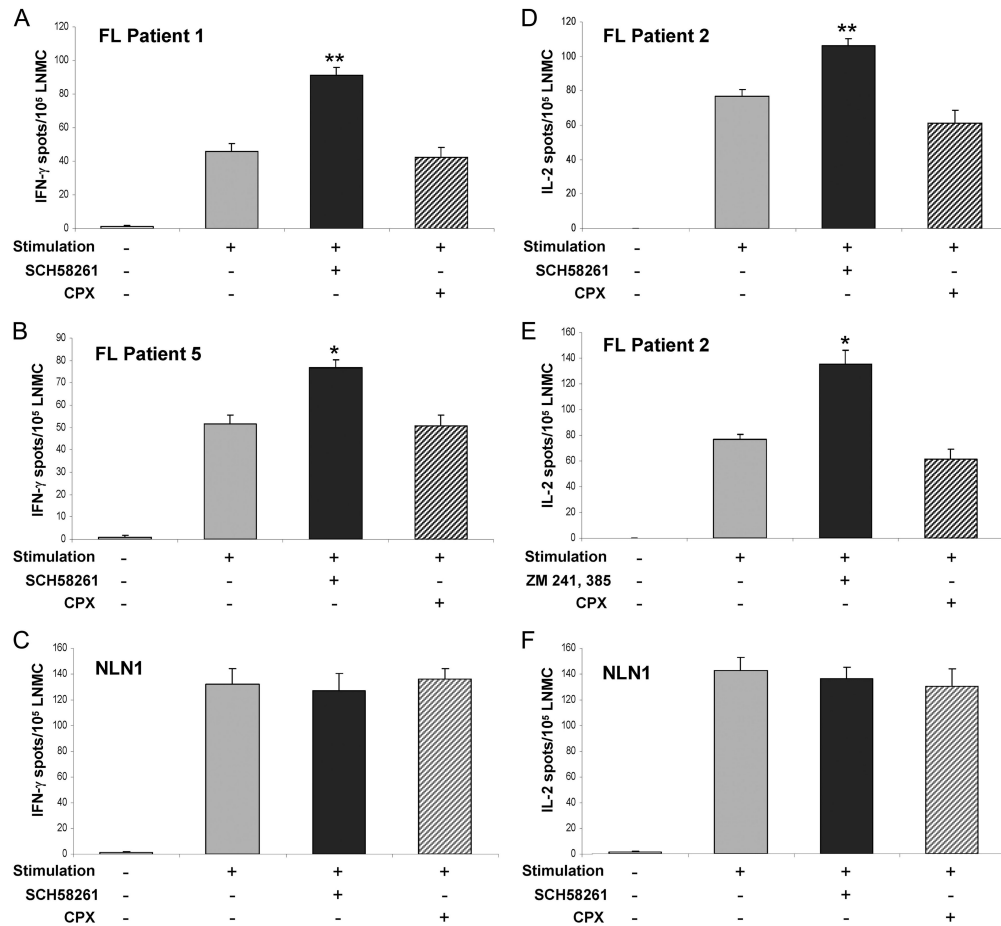 A
FL Patient 1
IFN-γ spots/10⁵ LNMC
120
100
80
60
40
20
0
**
Stimulation - + + +
SCH58261 - - + -
CPX - - - +
B
FL Patient 5
IFN-γ spots/10⁵ LNMC
90
80
70
60
50
40
30
20
10
0
*
Stimulation - + + +
SCH58261 - - + -
CPX - - - +
C
NLN1
IFN-γ spots/10⁵ LNMC
160
140
120
100
80
60
40
20
0
Stimulation - + + +
SCH58261 - - + -
CPX - - - +
D
FL Patient 2
IL-2 spots/10⁵ LNMC
120
100
80
60
40
20
0
**
Stimulation - + + +
SCH58261 - - + -
CPX - - - +
E
FL Patient 2
IL-2 spots/10⁵ LNMC
160
140
120
100
80
60
40
20
0
*
Stimulation - + + +
ZM 241, 385 - - + -
CPX - - - +
F
NLN1
IL-2 spots/10⁵ LNMC
160
140
120
100
80
60
40
20
0
Stimulation - + + +
SCH58261 - - + -
CPX - - - +